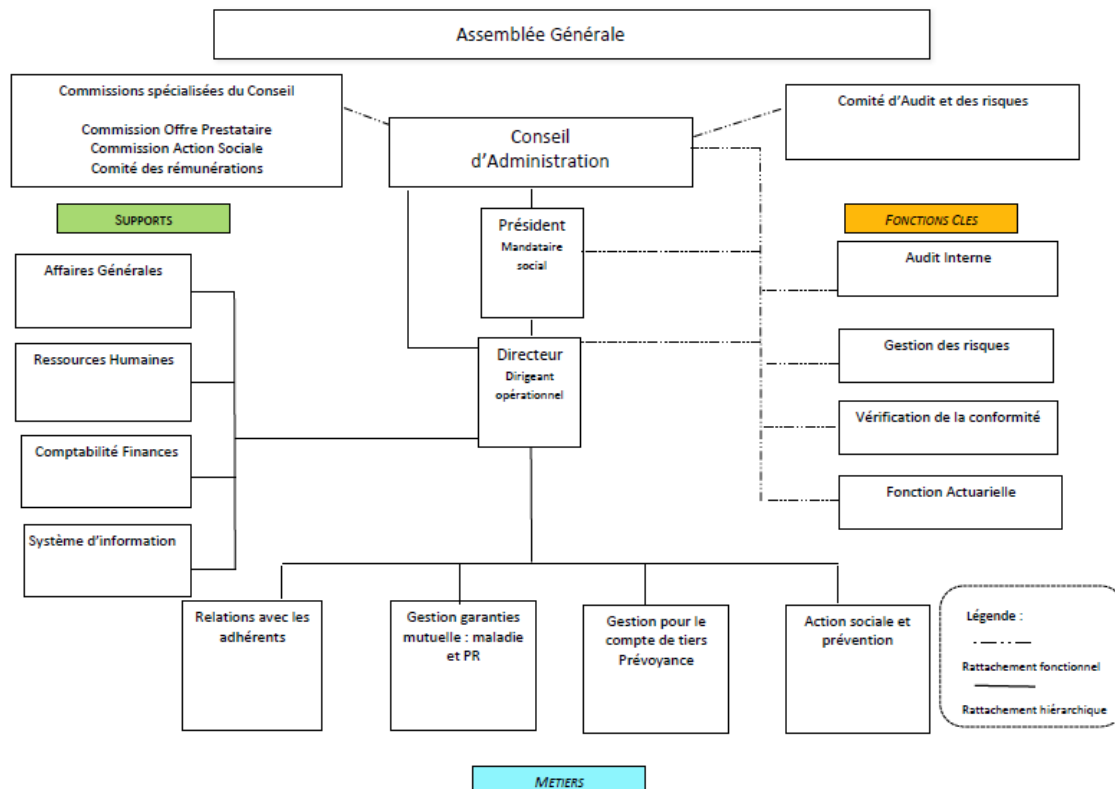 Assemblée Générale
Commissions spécialisées du Conseil
Commission Offre Prestataire
Commission Action Sociale
Comité des rémunérations
Conseil
d'Administration
Comité d'Audit et des risques
SUPPORTS
Président
Mandataire
social
FONCTIONS CLES
Affaires Générales
Audit Interne
Ressources Humaines
Directeur
Dirigeant
opérationnel
Gestion des risques
Comptabilité Finances
Vérification de la conformité
Système d'information
Fonction Actuarielle
Relations avec les
adhérents
Gestion garanties
mutuelle : maladie
et PR
Gestion pour le
compte de tiers
Prévoyance
Action sociale et
prévention
Légende :
Rattachement fonctionnel
Rattachement hiérarchique
METIERS